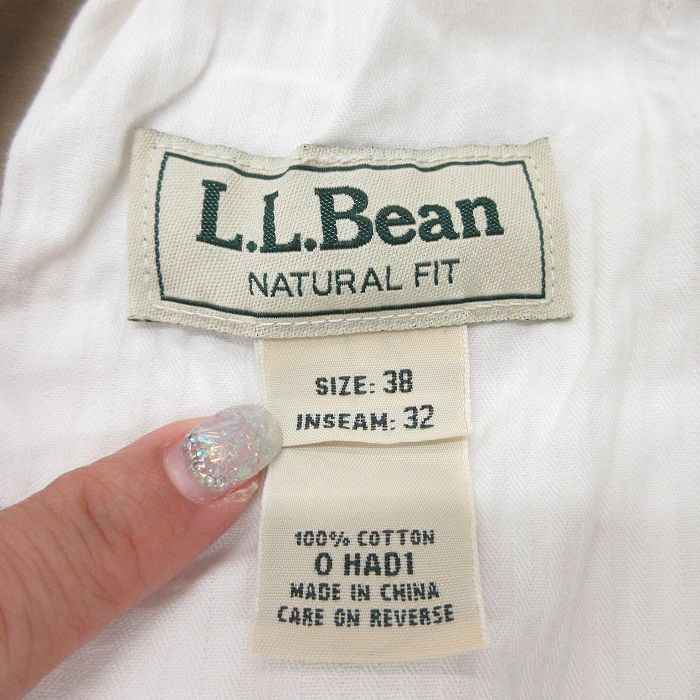 L.L.Bean
NATURAL FIT
SIZE: 38
INSEAM: 32
100% COTTON
0 HAD1
MADE IN CHINA
CARE ON REVERSE